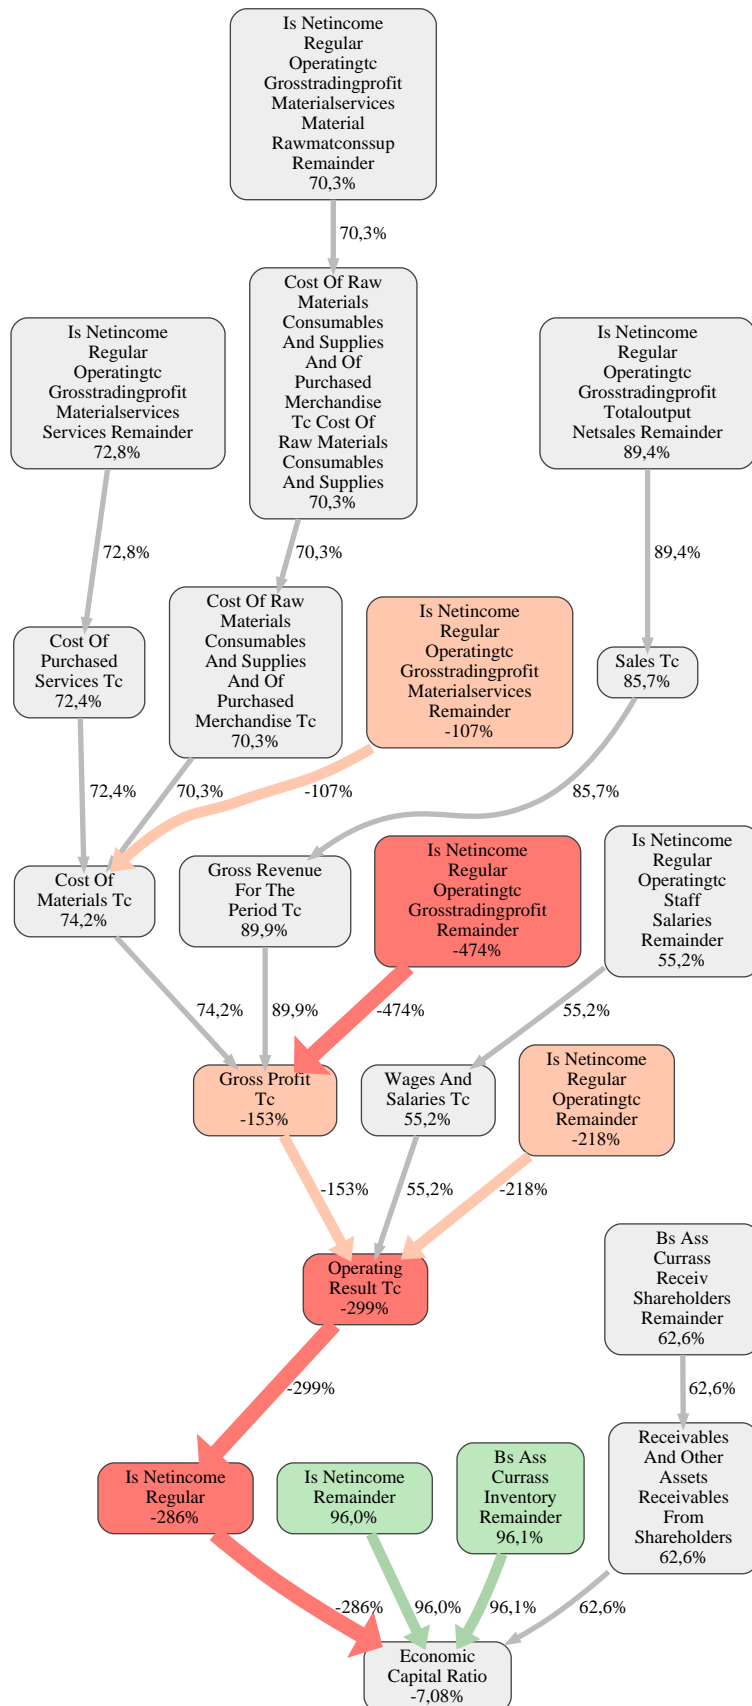 Is Netincome
Regular
Operatingtc
Grosstradingprofit
Materialservices
Material
Rawmatconssup
Remainder
70,3%
70,3%
Cost Of Raw
Materials
Consumables
And Supplies
And Of
Purchased
Merchandise
Tc Cost Of
Raw Materials
Consumables
And Supplies
70,3%
Is Netincome
Regular
Operatingtc
Grosstradingprofit
Materialservices
Services Remainder
72,8%
Is Netincome
Regular
Operatingtc
Grosstradingprofit
Totaloutput
Netsales Remainder
89,4%
72,8%
70,3%
89,4%
Cost Of
Purchased
Services Tc
72,4%
Cost Of Raw
Materials
Consumables
And Supplies
And Of
Purchased
Merchandise Tc
70,3%
Is Netincome
Regular
Operatingtc
Grosstradingprofit
Materialservices
Remainder
-107%
Sales Tc
85,7%
72,4%
70,3%
-107%
85,7%
Cost Of
Materials Tc
74,2%
Gross Revenue
For The
Period Tc
89,9%
Is Netincome
Regular
Operatingtc
Grosstradingprofit
Remainder
-474%
Is Netincome
Regular
Operatingtc
Staff
Salaries
Remainder
55,2%
74,2%
89,9%
-474%
55,2%
Gross Profit
Tc
-153%
Wages And
Salaries Tc
55,2%
Is Netincome
Regular
Operatingtc
Remainder
-218%
-153%
55,2%
-218%
Operating
Result Tc
-299%
Bs Ass
Currass
Receiv
Shareholders
Remainder
62,6%
-299%
62,6%
Is Netincome
Regular
-286%
Is Netincome
Remainder
96,0%
Bs Ass
Currass
Inventory
Remainder
96,1%
Receivables
And Other
Assets
Receivables
From
Shareholders
62,6%
-286%
96,0%
96,1%
62,6%
Economic
Capital Ratio
-7,08%